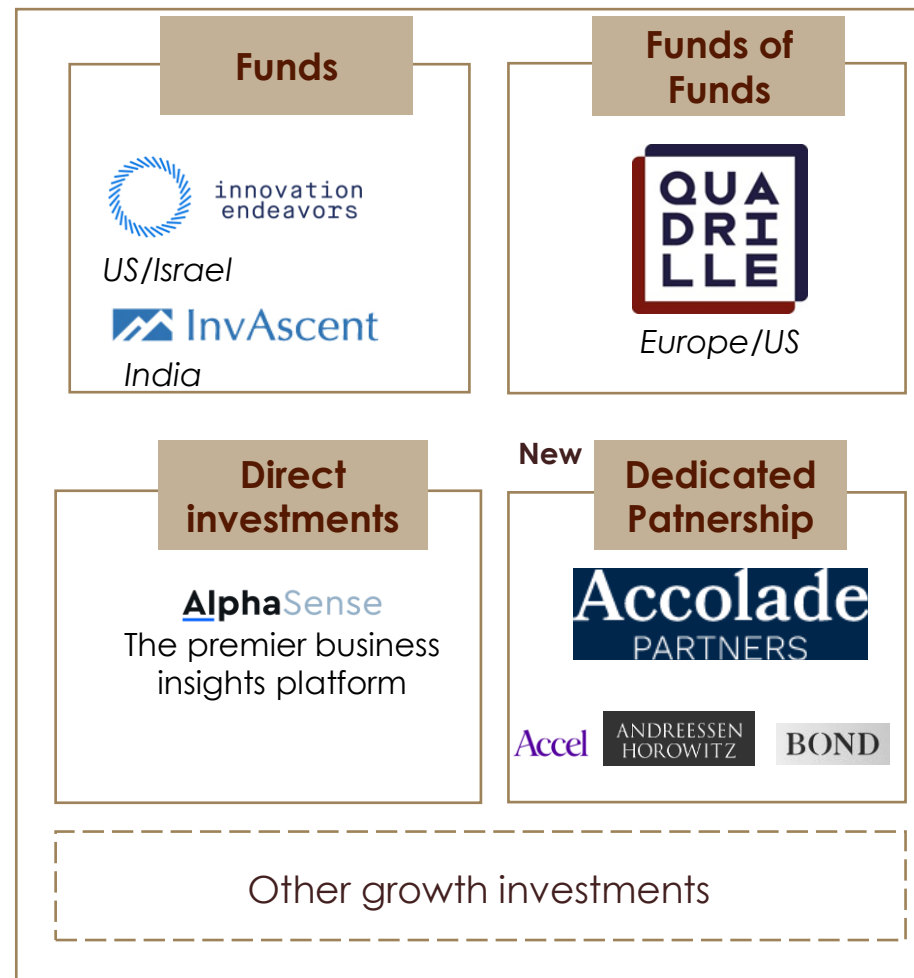 Funds
innovation
endeavors
US/Israel
InvAscent
India
Funds of
Funds
QUA
DRI
LLE
Europe/US
Direct
investments
AlphaSense
The premier business
insights platform
New
Dedicated
Patnership
Accolade
PARTNERS
Accel
ANDREESSEN
HOROWITZ
BOND
Other growth investments